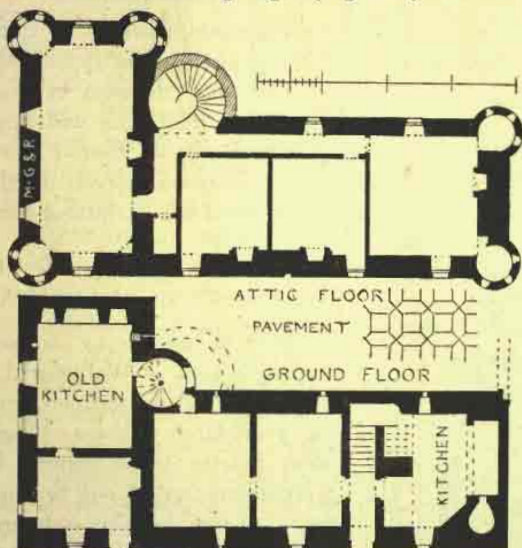 M·G&R
ATTIC FLOOR
PAVEMENT
GROUND FLOOR
OLD
KITCHEN
KITCHEN